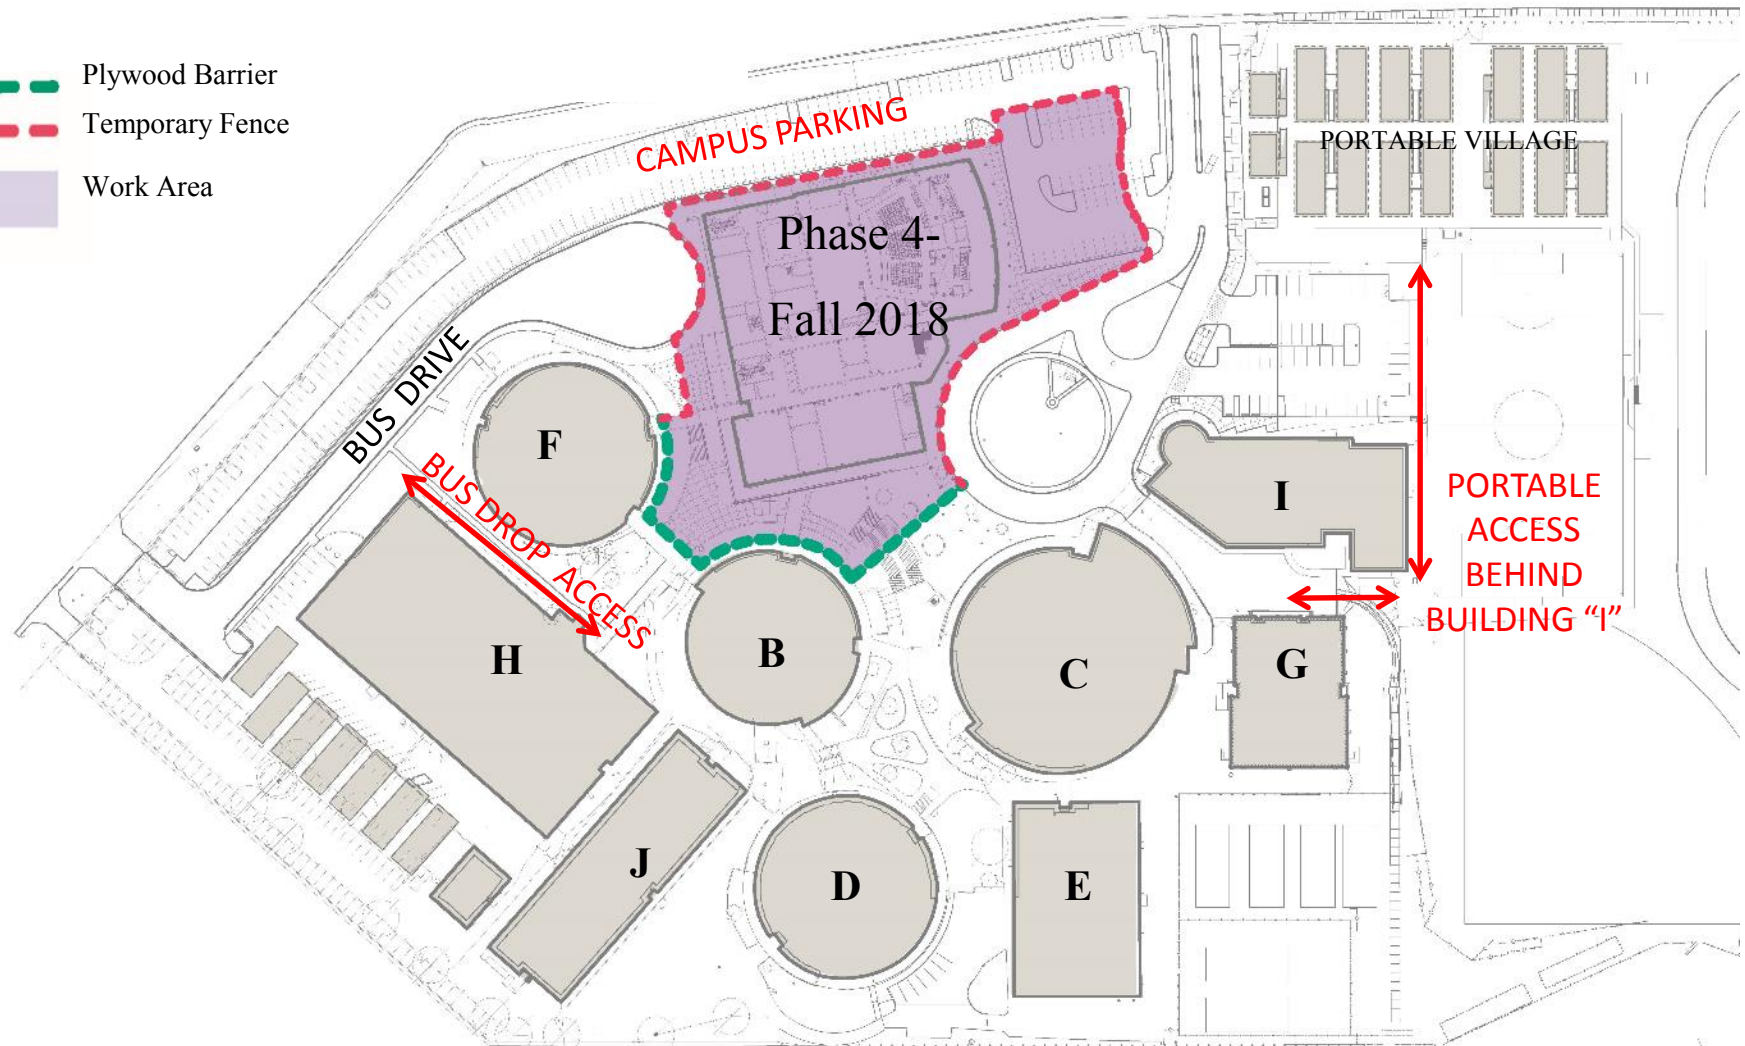 Plywood Barrier
Temporary Fence
Work Area
CAMPUS PARKING
PORTABLE VILLAGE
Phase 4-
Fall 2018
BUS DRIVE
BUS DROP ACCESS
F
I
PORTABLE
ACCESS
BEHIND
BUILDING “I”
H
B
C
G
J
D
E